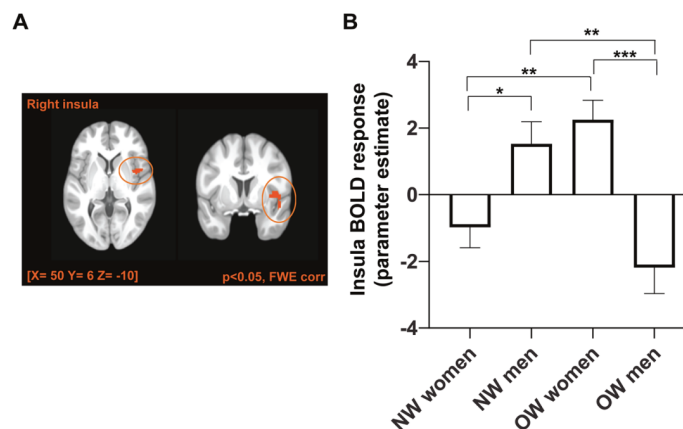 A
Right insula
[X= 50 Y= 6 Z= -10]
p<0.05, FWE corr
B
**
**
***
*
Insula BOLD response
(parameter estimate)
4
2
0
-2
-4
NW women
NW men
OW women
OW men